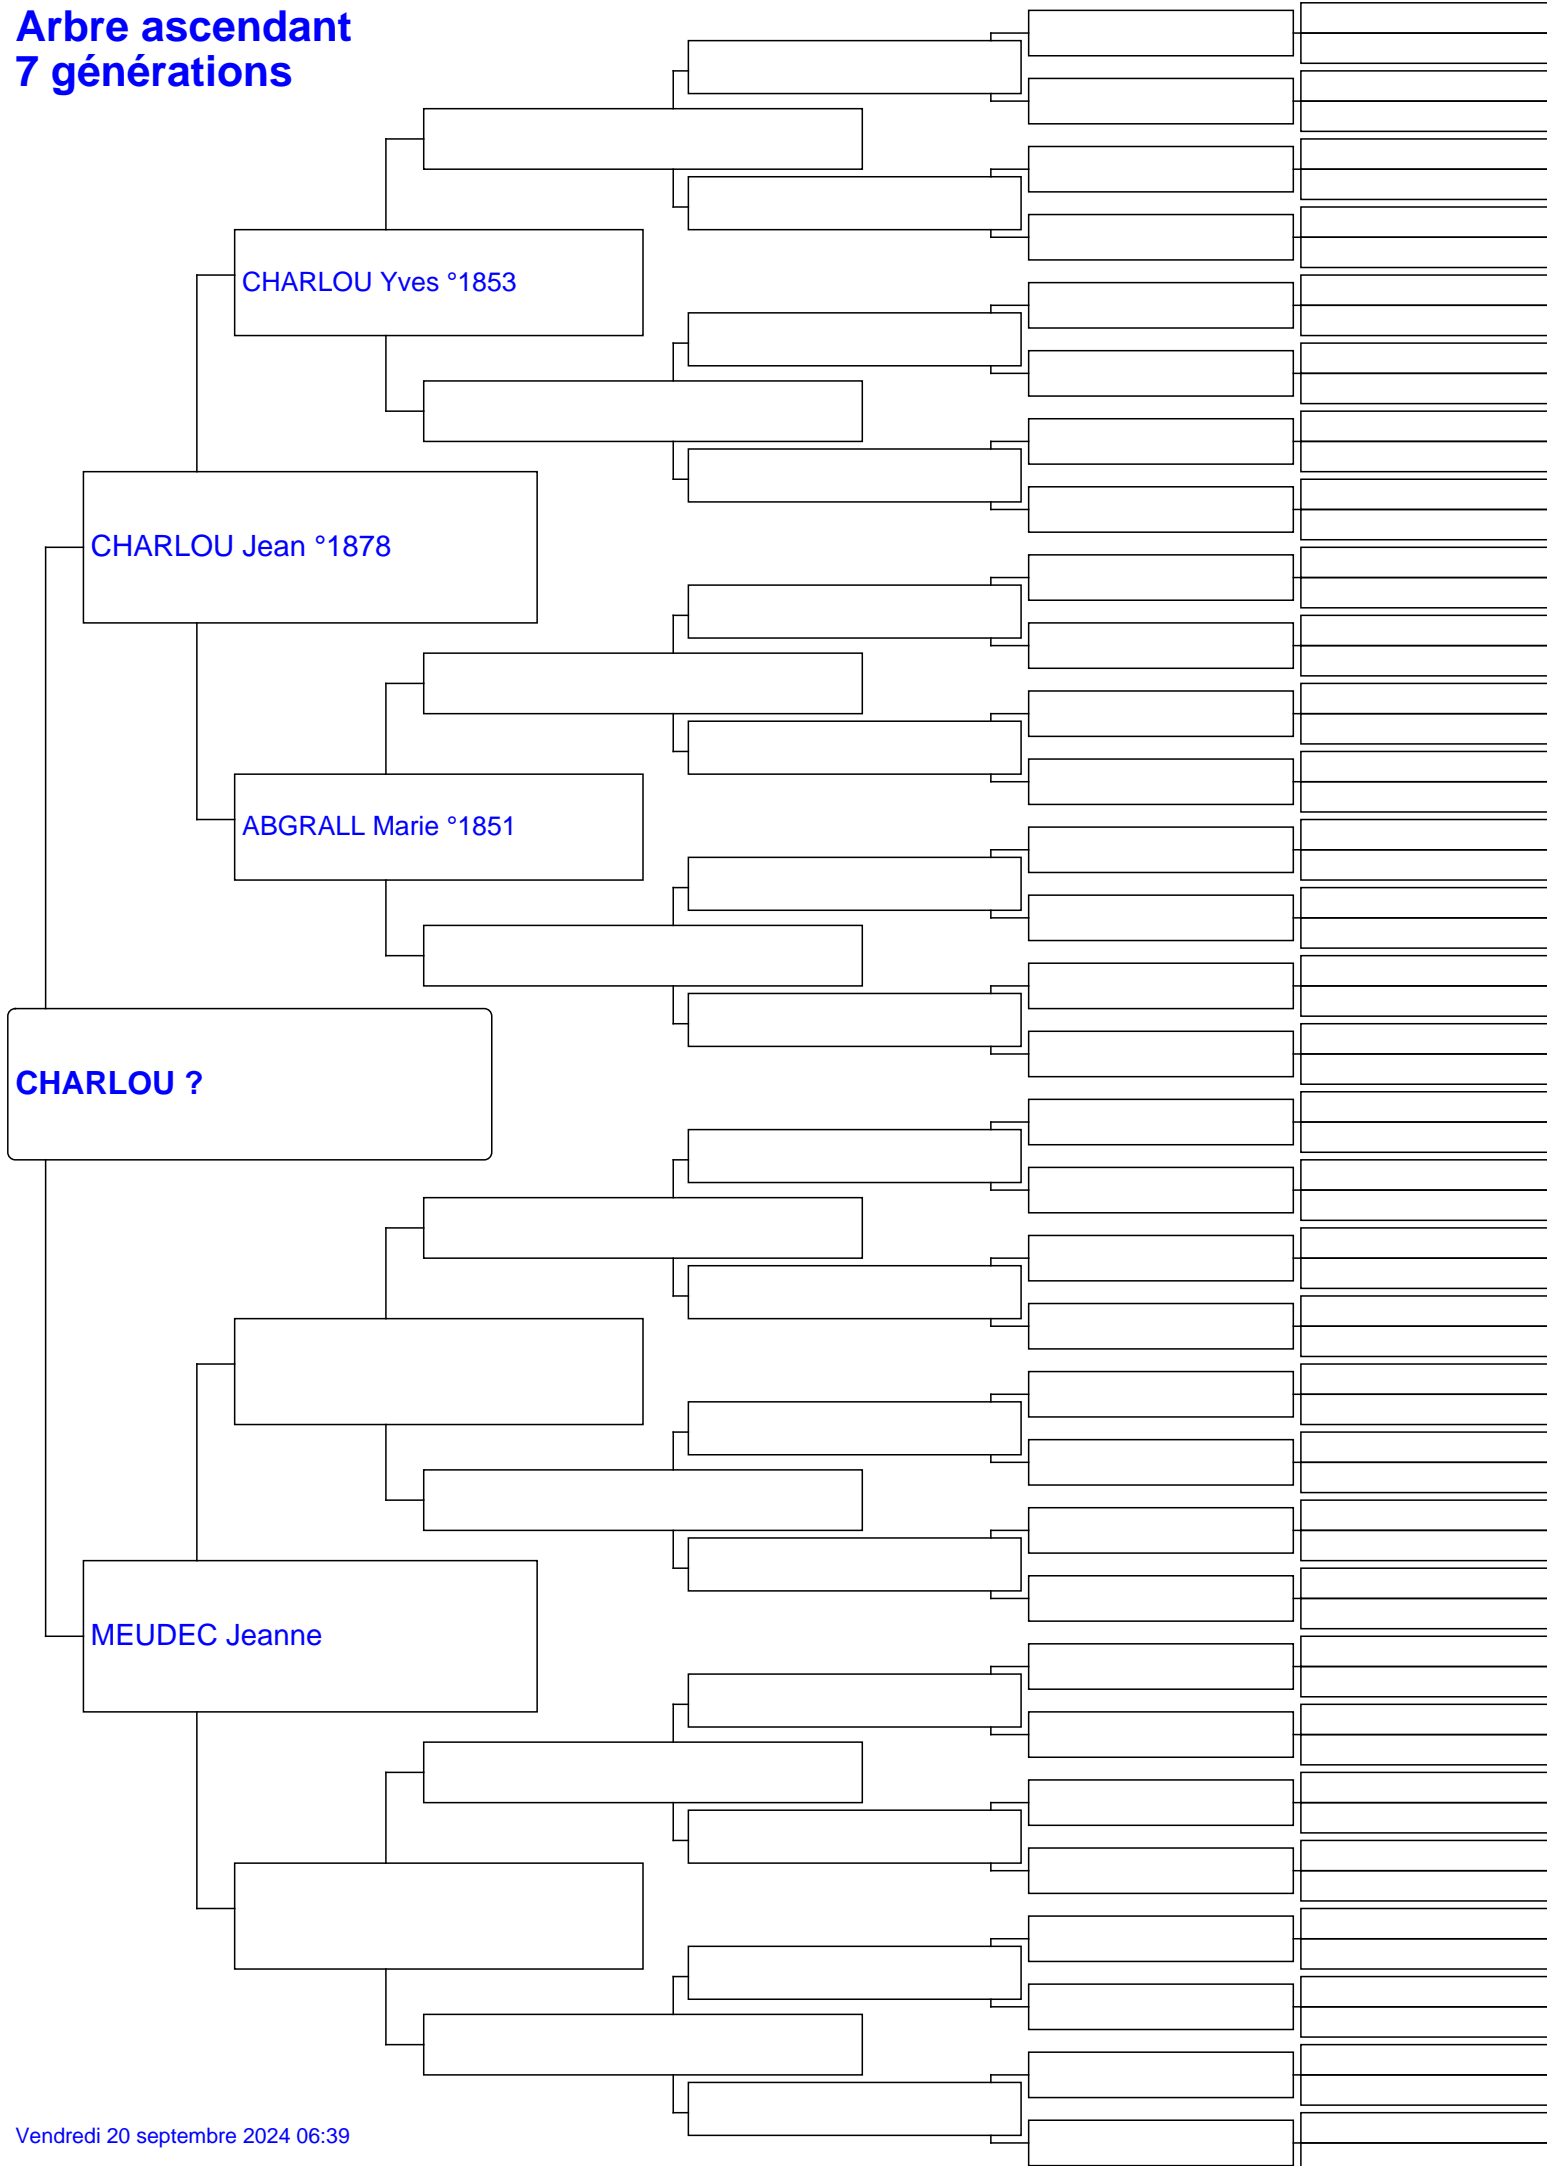 Arbre ascendant
7 générations
CHARLOU Yves °1853
CHARLOU Jean °1878
ABGRALL Marie °1851
CHARLOU ?
MEUDEC Jeanne
Vendredi 20 septembre 2024 06:39